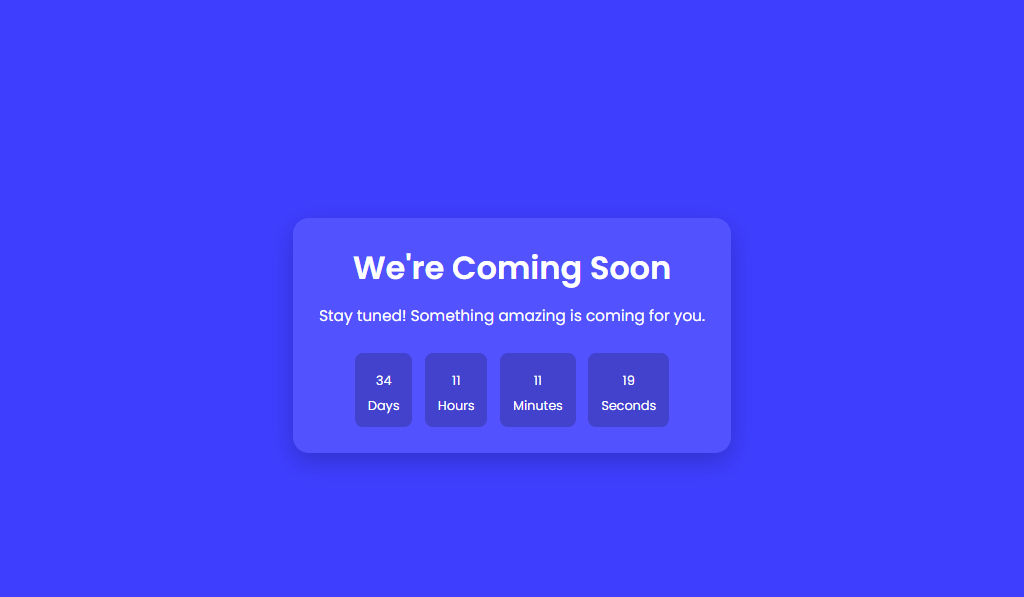 We're Coming Soon
Stay tuned! Something amazing is coming for you.
34 11 11 19
Days Hours Minutes Seconds